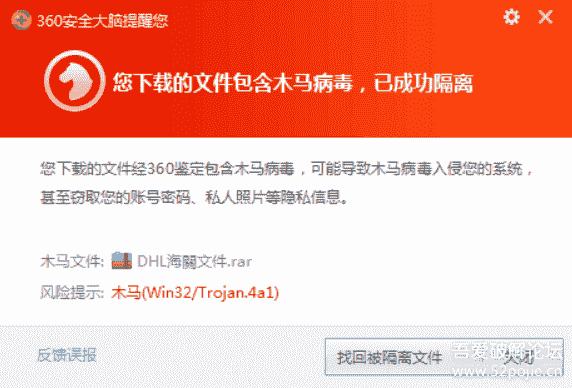 360安全大脑提醒您
您下载的文件包含木马病毒，已成功隔离
您下载的文件经360鉴定包含木马病毒，可能导致木马病毒入侵您的系统，
甚至窃取您的账号密码、私人照片等隐私信息。
木马文件: DHL海關文件.rar
风险提示: 木马(Win32/Trojan.4a1)
反馈误报
找回被隔离文件
关闭
吾爱破解论坛
www.52pojie.cn